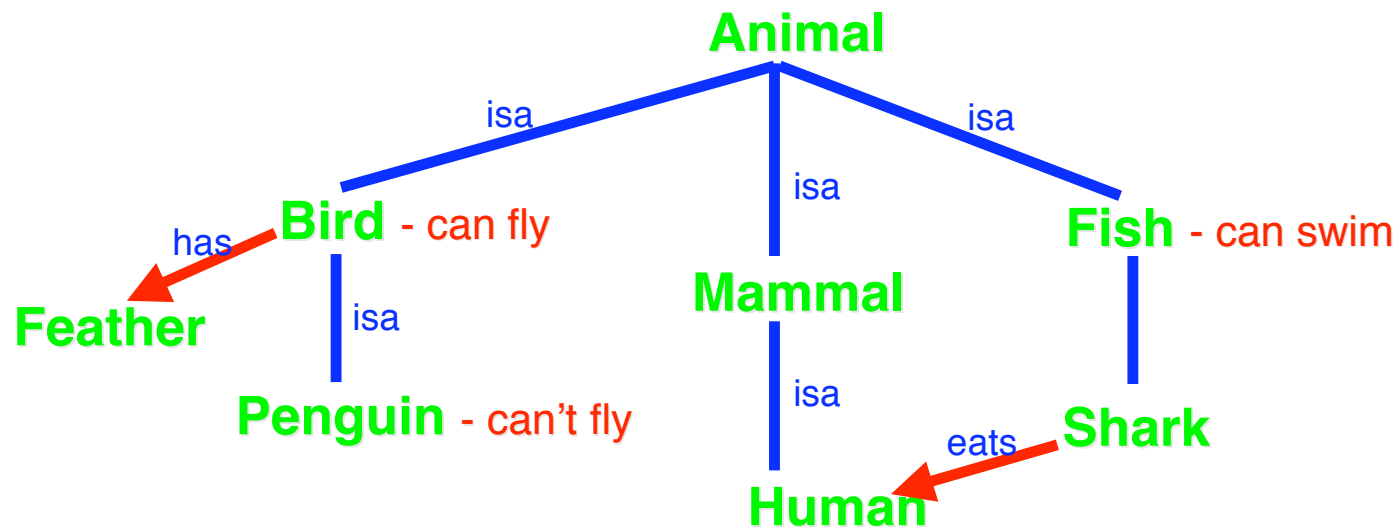 Animal
isa
isa
isa
Bird - can fly
Fish - can swim
has
Mammal
Feather
isa
isa
Penguin - can't fly
Shark
eats
Human